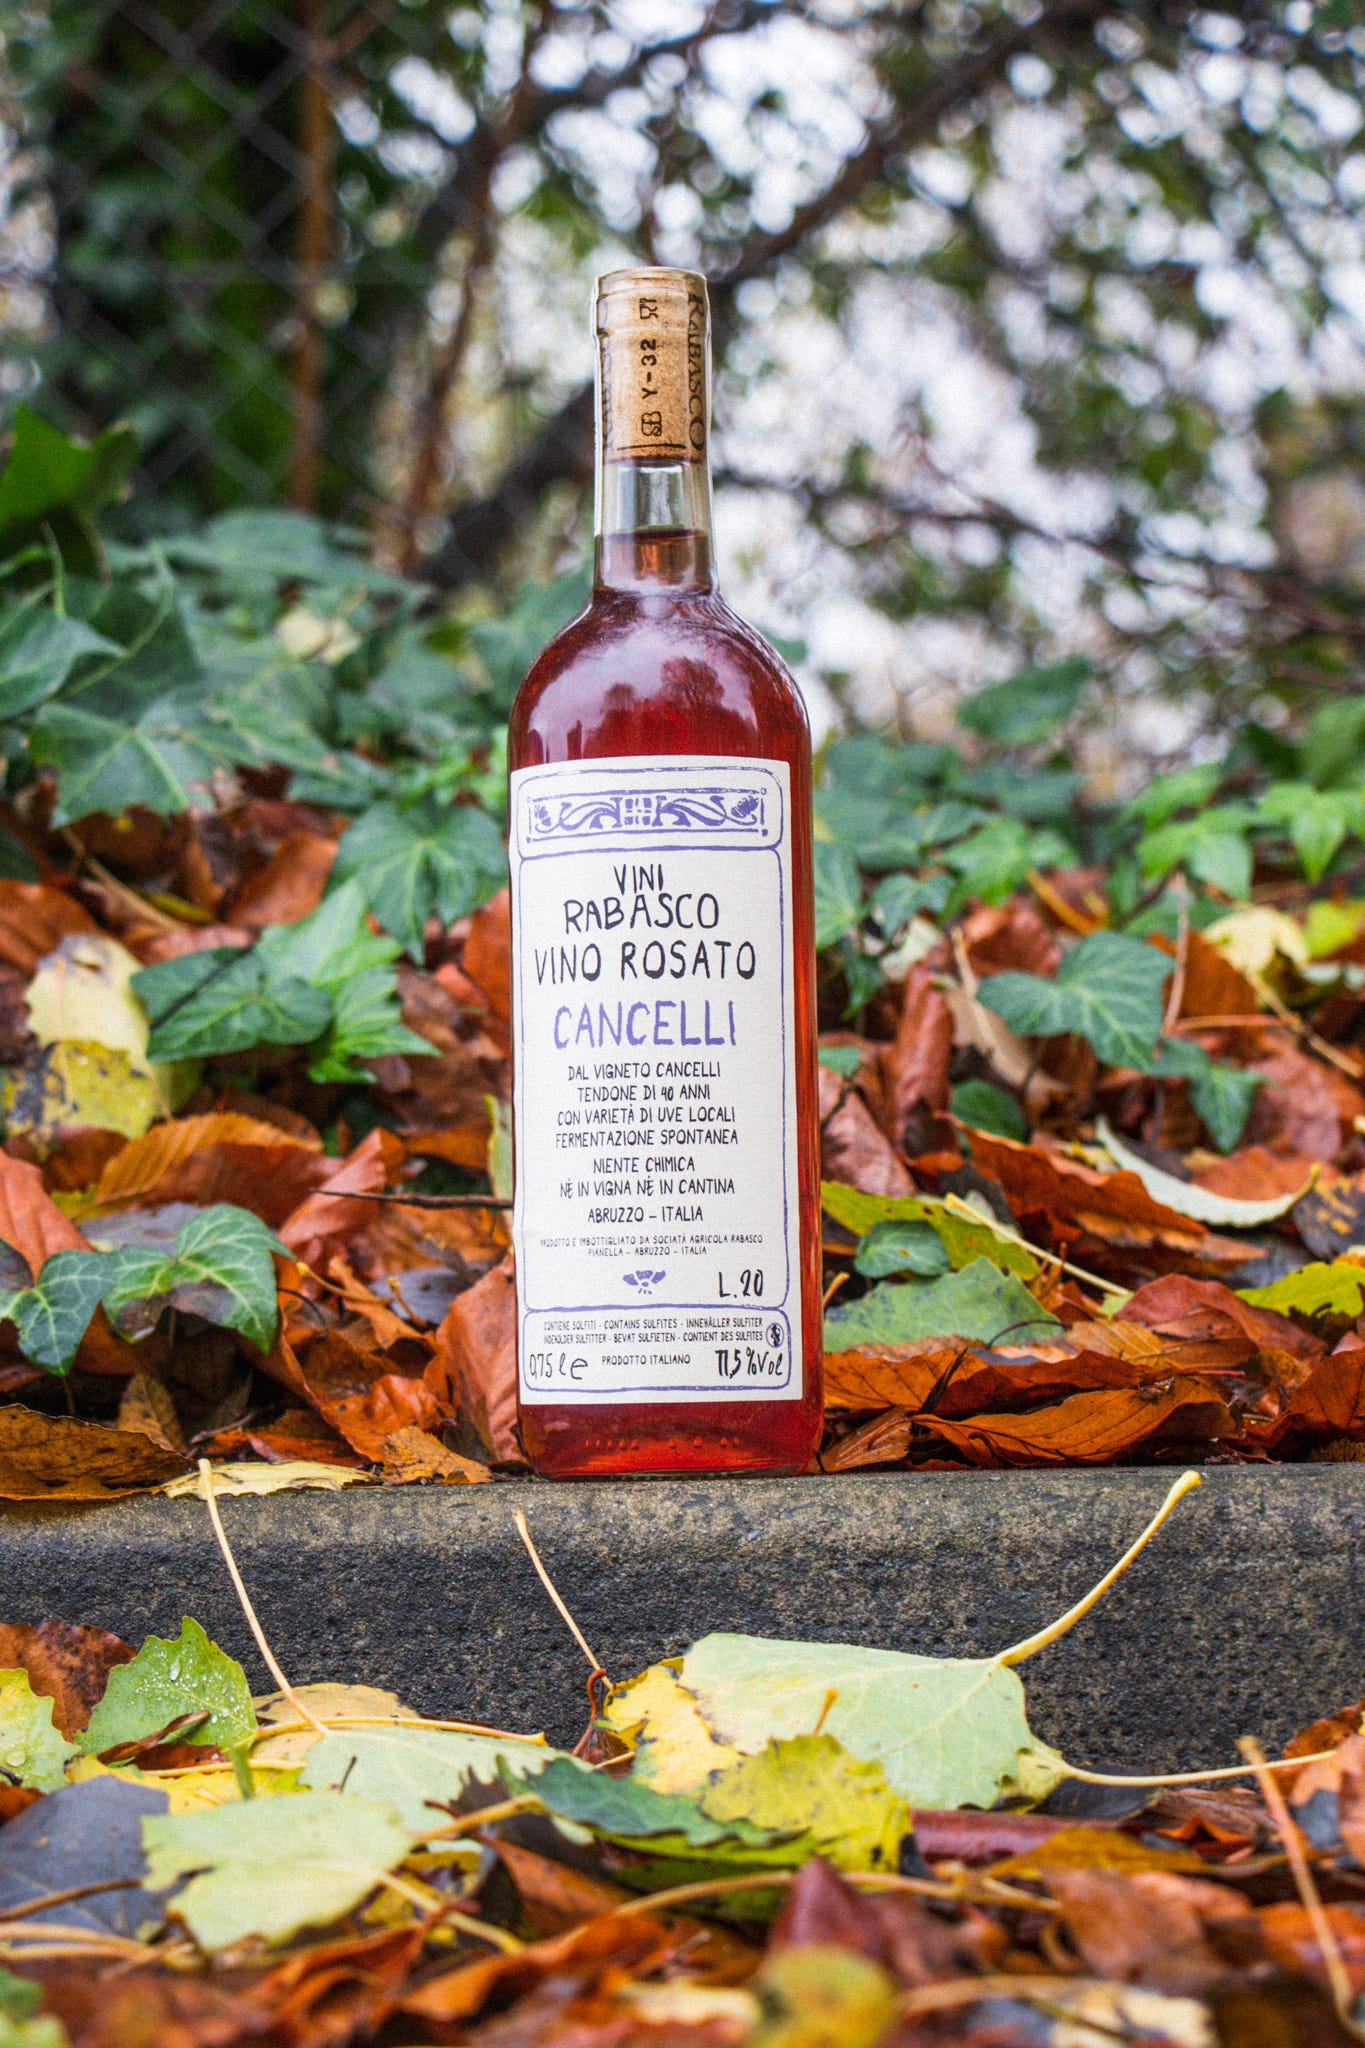 Y-32
RABASCO
VINI
RABASCO
VINO ROSATO
CANCELLI
DAL VIGNETO CANCELLI
TENDONE DI 40 ANNI
CON VARIETÀ DI UVE LOCALI
FERMENTAZIONE SPONTANEA
NIENTE CHIMICA
NÈ IN VIGNA NÈ IN CANTINA
ABRUZZO – ITALIA
PRODOTTO E IMBOTTIGLIATO DA SOCIATÀ AGRICOLA RABASCO
PIANELLA – ABRUZZO – ITALIA
L.20
CONTIENE SOLFITI - CONTAINS SULFITES - INNEHÅLLER SULFITER
INDEHOLDER SULFITTER - BEVAT SULFIETEN - CONTIENT DES SULFITES
0,75 l e PRODOTTO ITALIANO 11,5 % Vol